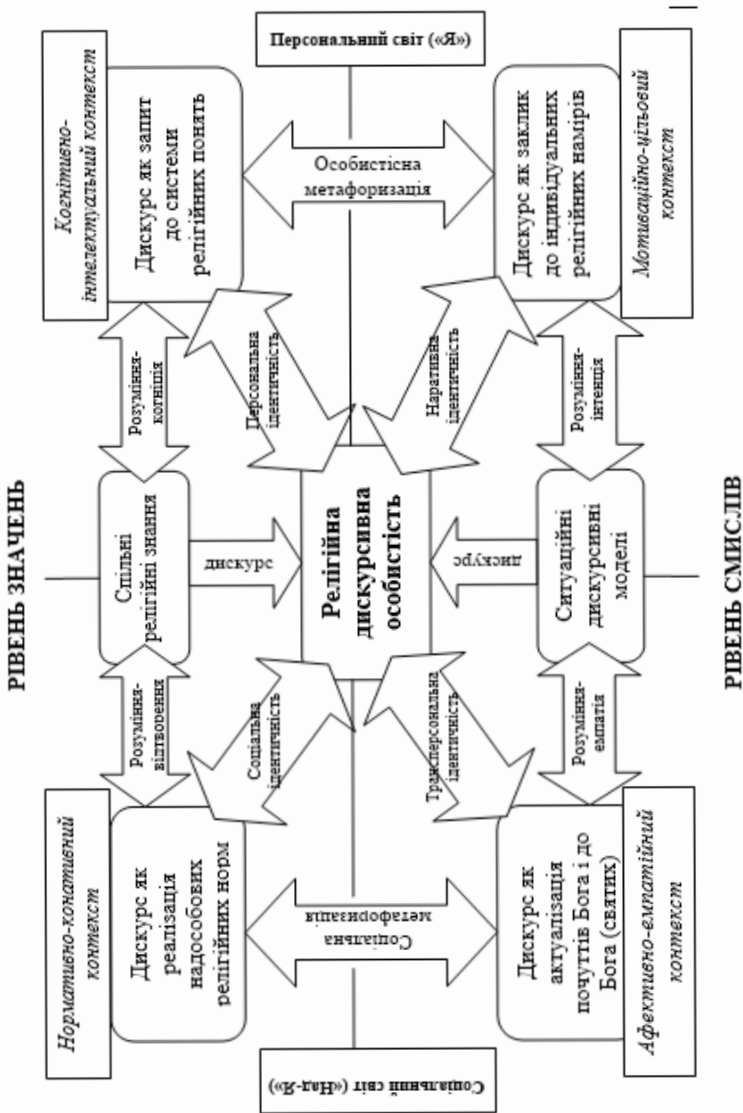 РІВЕНЬ ЗНАЧЕНЬ
Нормативно-конативний
контекст
Дискурс як
реалізація
надособових
релігійних норм
Розуміння-
відтворення
Спільні
релігійні знання
Розуміння-
когніція
Когнітивно-
інтелектуальний контекст
Дискурс як запит
до системи
релігійних понять
Соціальна
ідентичність
дискурс
Персональна
ідентичність
Соціальний світ («Над-Я»)
Соціальна
метафоризація
Релігійна
дискурсивна
особистість
Особистісна
метафоризація
Персональний світ («Я»)
Трансперсональна
ідентичність
дискурс
Наративна
ідентичність
Дискурс як
актуалізація
почуттів Бога і до
Бога (святих)
Афективно-емпатійний
контекст
Розуміння-
емпатія
Ситуаційні
дискурсивні
моделі
Розуміння-
інтенція
Дискурс як заклик
до індивідуальних
релігійних намірів
Мотиваційно-цільовий
контекст
РІВЕНЬ СМИСЛІВ